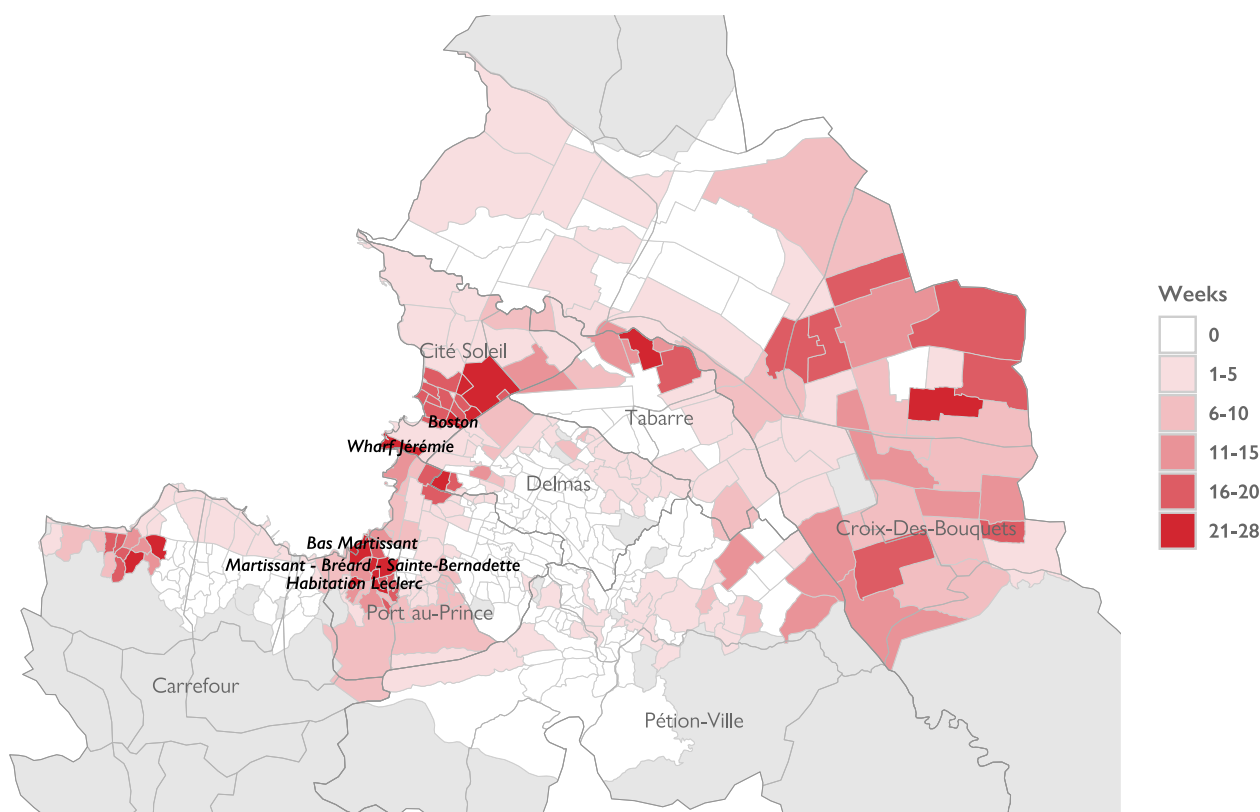 Weeks
0
1-5
6-10
11-15
16-20
21-28
Cité Soleil
Boston
Tabarre
Wharf Jérémie
Delmas
Croix-Des-Bouquets
Bas Martissant
Martissant - Bréard - Sainte-Bernadette
Habitation Leclerc
Port au-Prince
Carrefour
Pétion-Ville